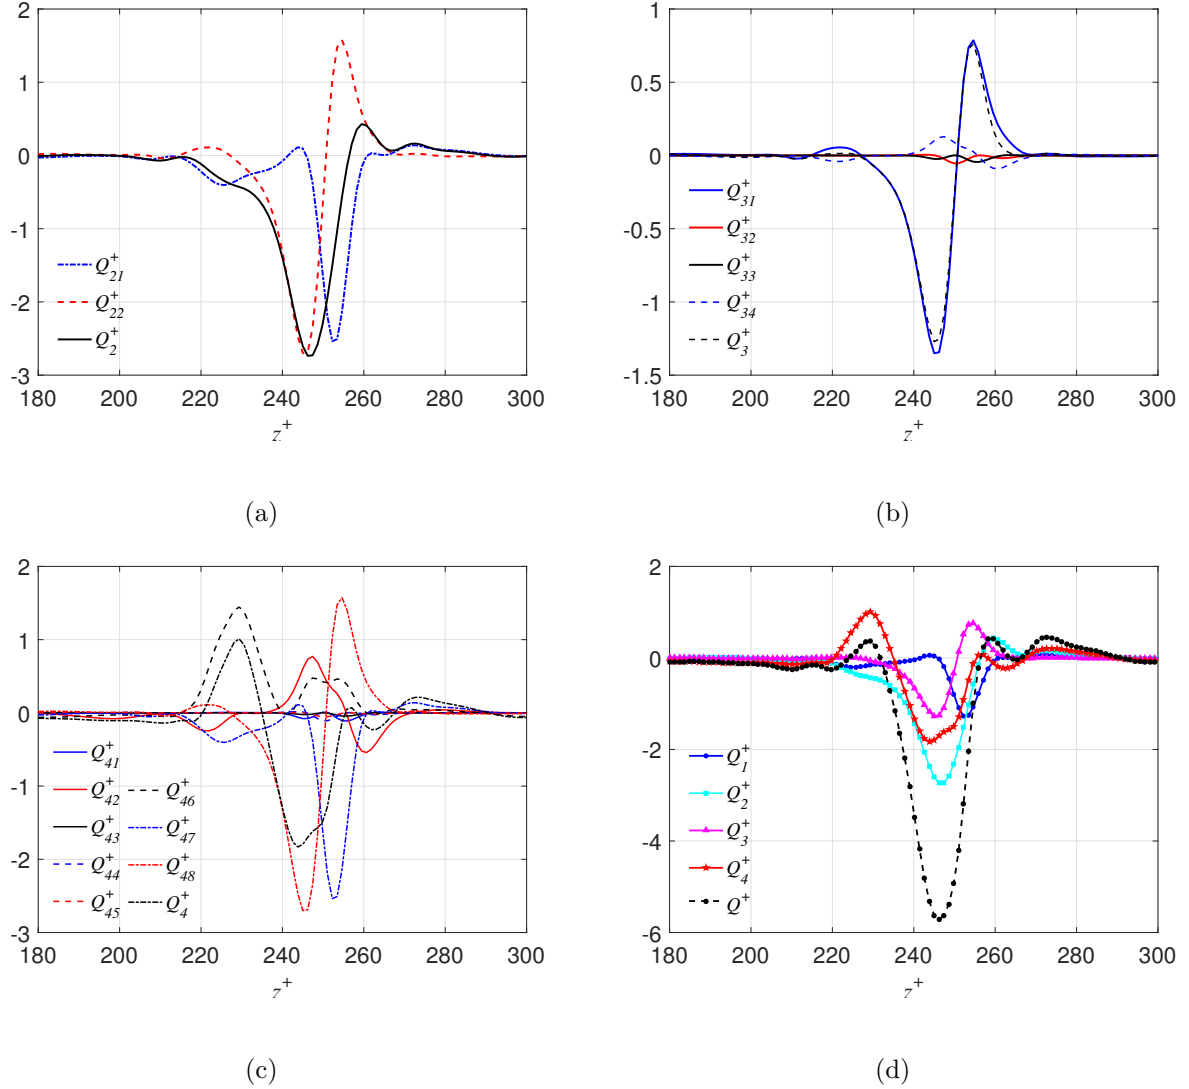 2
1
0
-1
-2
-3
180 200 220 240 260 280 300
z+
Q+21
Q+22
Q+2
(a)
1
0.5
0
-0.5
-1
-1.5
180 200 220 240 260 280 300
z+
Q+31
Q+32
Q+33
Q+34
Q+3
(b)
2
1
0
-1
-2
-3
180 200 220 240 260 280 300
z+
Q+41
Q+42 Q+46
Q+43 Q+47
Q+44 Q+48
Q+45 Q+4
(c)
2
0
-2
-4
-6
180 200 220 240 260 280 300
z+
Q+1
Q+2
Q+3
Q+4
Q+
(d)